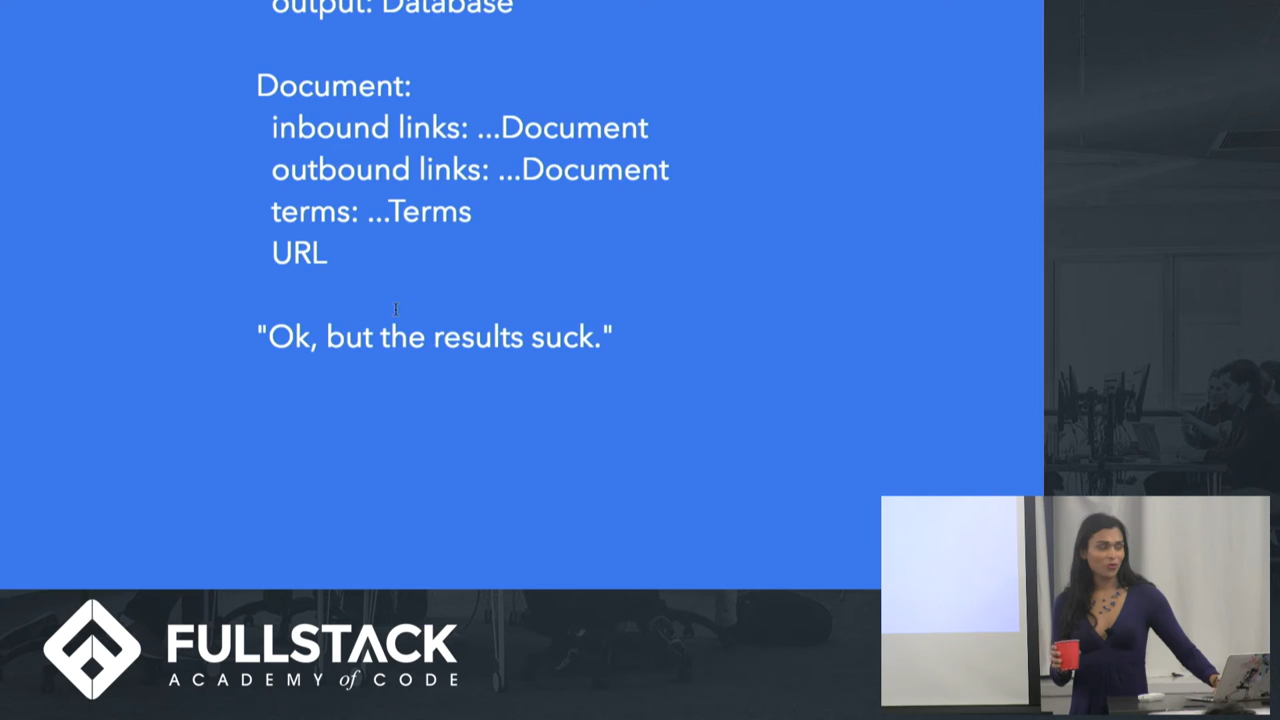 output: Database
Document:
inbound links: ...Document
outbound links: ...Document
terms: ...Terms
URL
"Ok, but the results suck."
FULLSTACK
ACADEMY of CODE